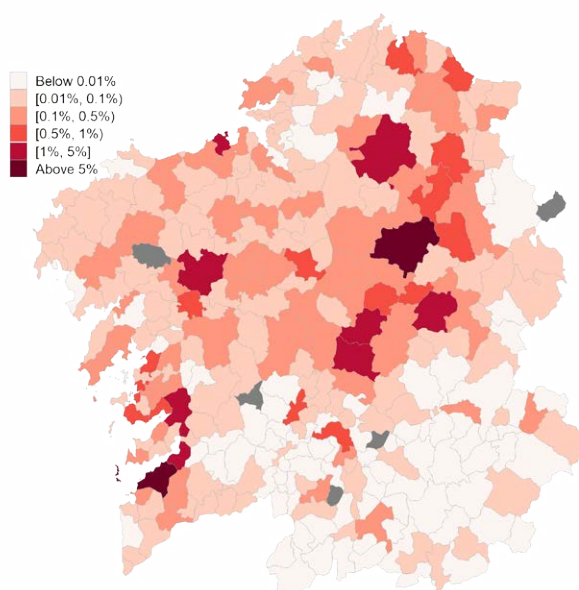 Below 0.01%
[0.01%, 0.1%)
[0.1%, 0.5%)
[0.5%, 1%)
[1%, 5%]
Above 5%